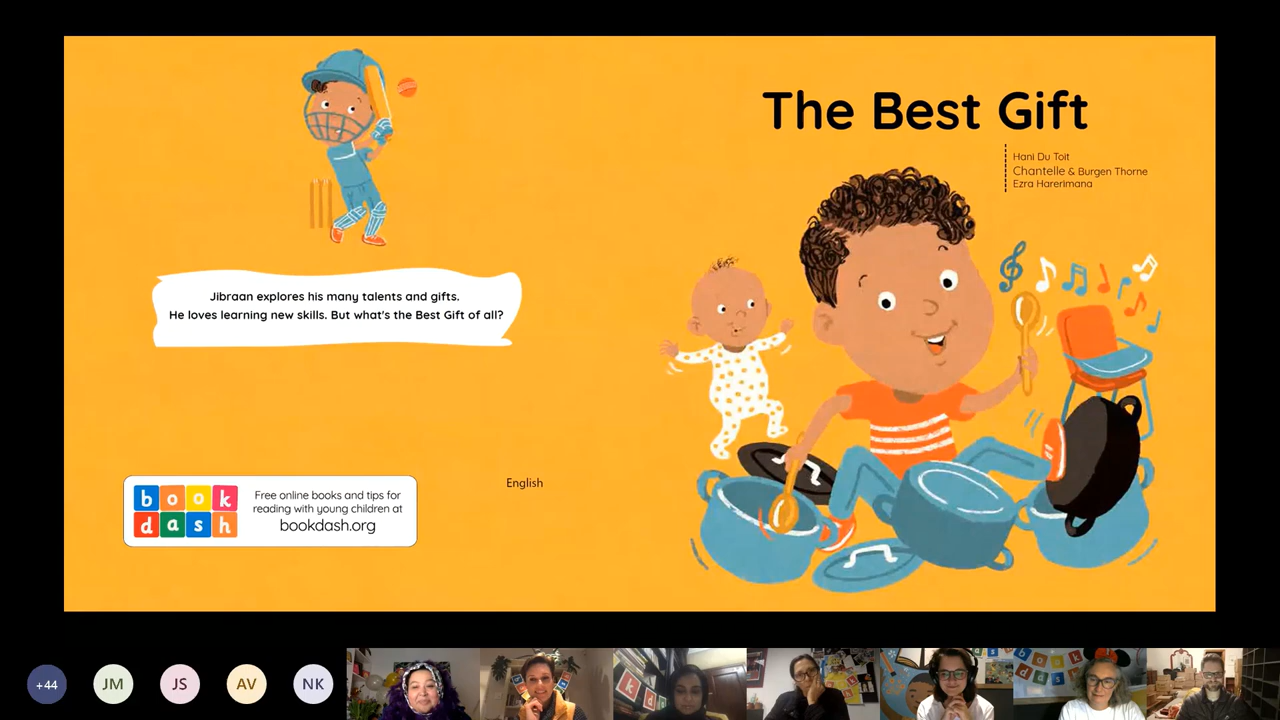 The Best Gift
Hani Du Toit
Chantelle & Burgen Thorne
Ezra Harerimana
Jibraan explores his many talents and gifts.
He loves learning new skills. But what's the Best Gift of all?
book
dash
Free online books and tips for
reading with young children at
bookdash.org
English
+44
JM
JS
AV
NK